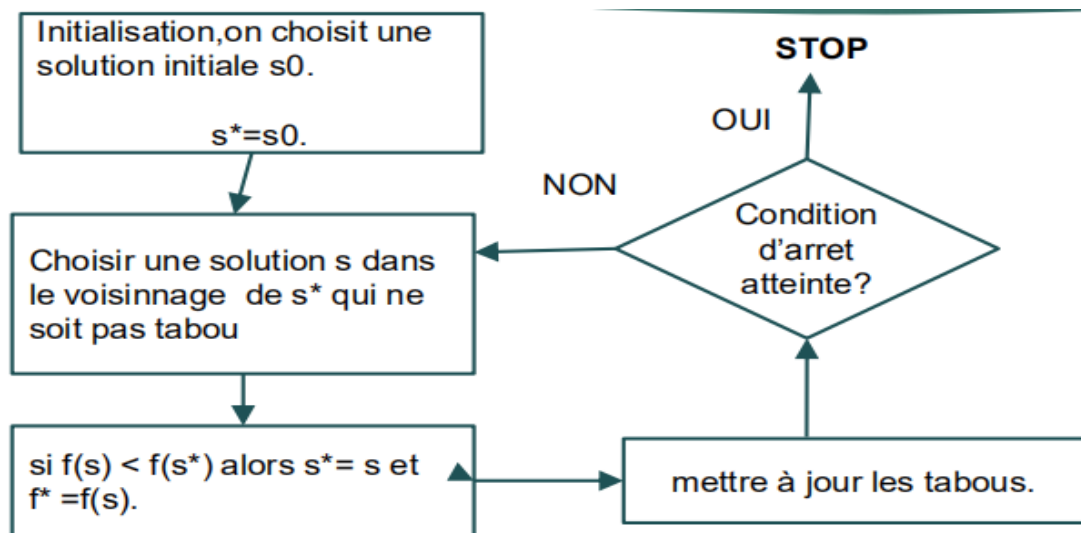 Initialisation,on choisit une
solution initiale s0.
s*=s0.
Choisir une solution s dans
le voisinnage de s* qui ne
soit pas tabou
si f(s) < f(s*) alors s*= s et
f* =f(s).
mettre à jour les tabous.
Condition
d'arret
atteinte?
NON
OUI
STOP